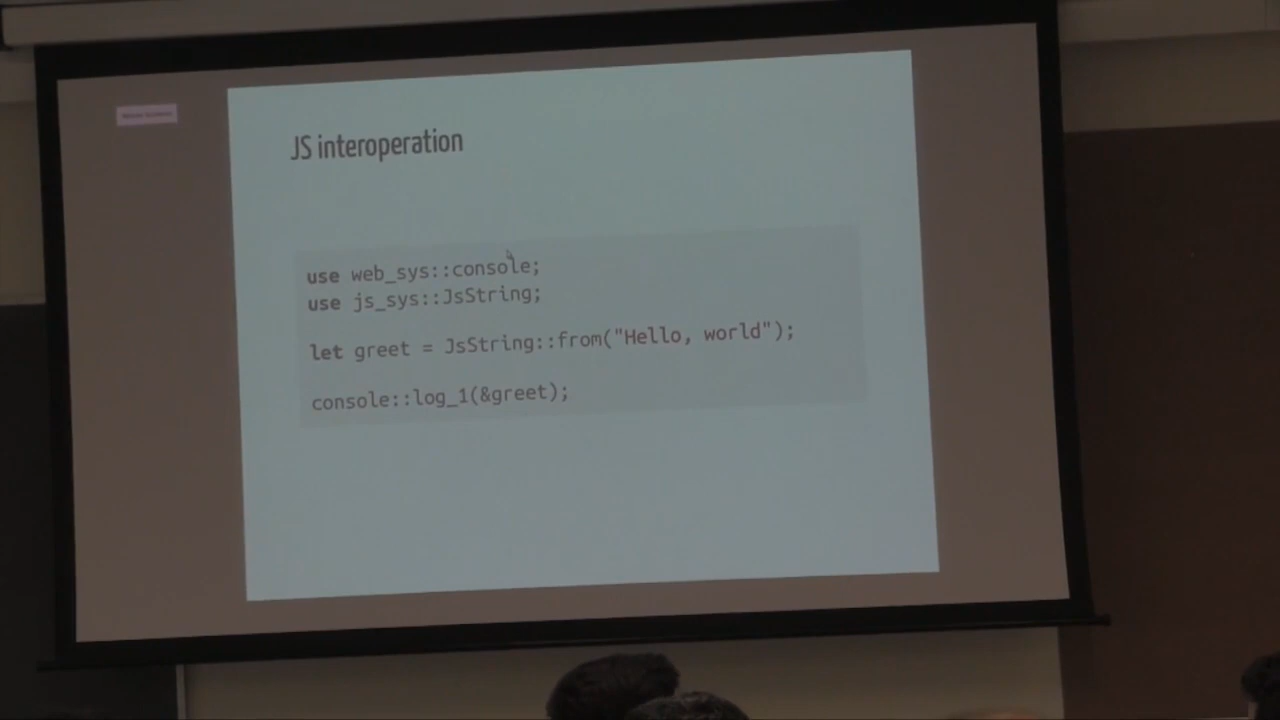 JS interoperation
use web_sys::console;
use js_sys::JsString;
let greet = JsString::from("Hello, world");
console::log_1(&greet);